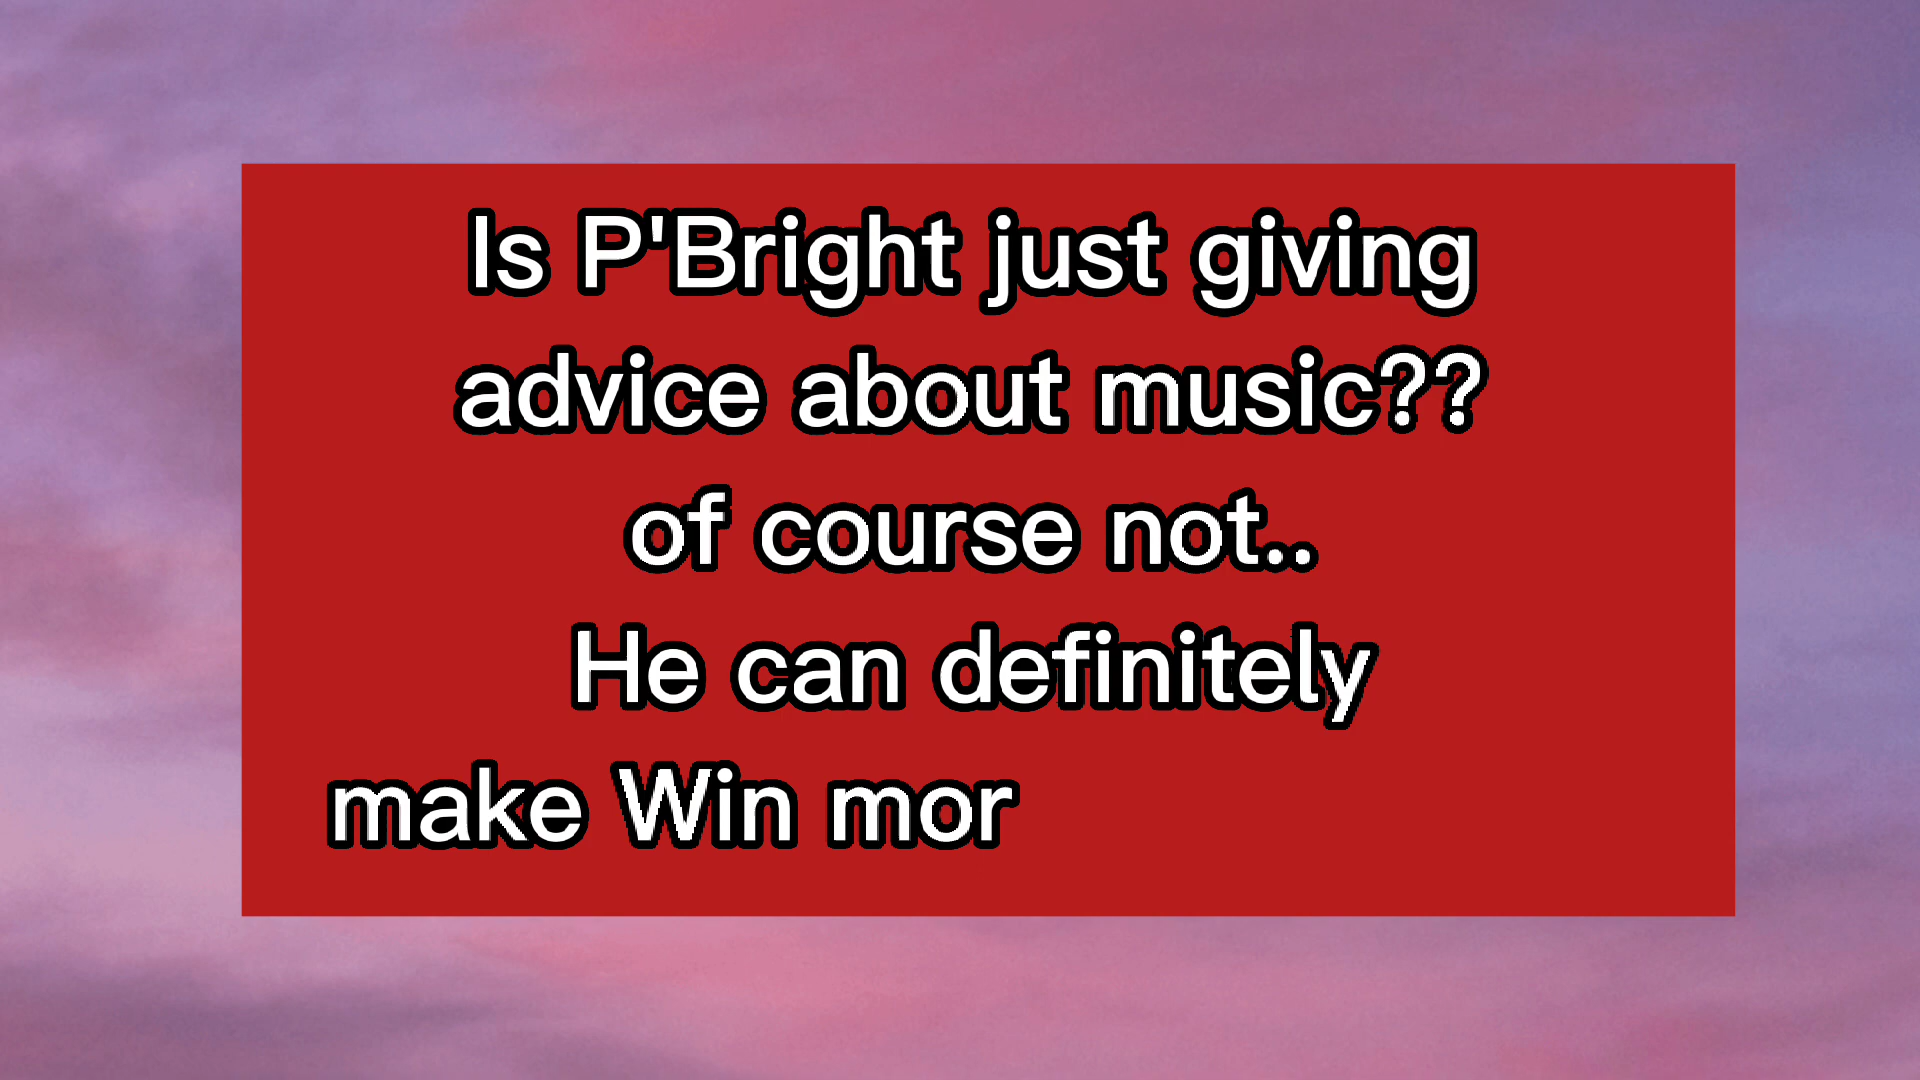 Is P'Bright just giving
advice about music??
of course not..
He can definitely
make Win mor